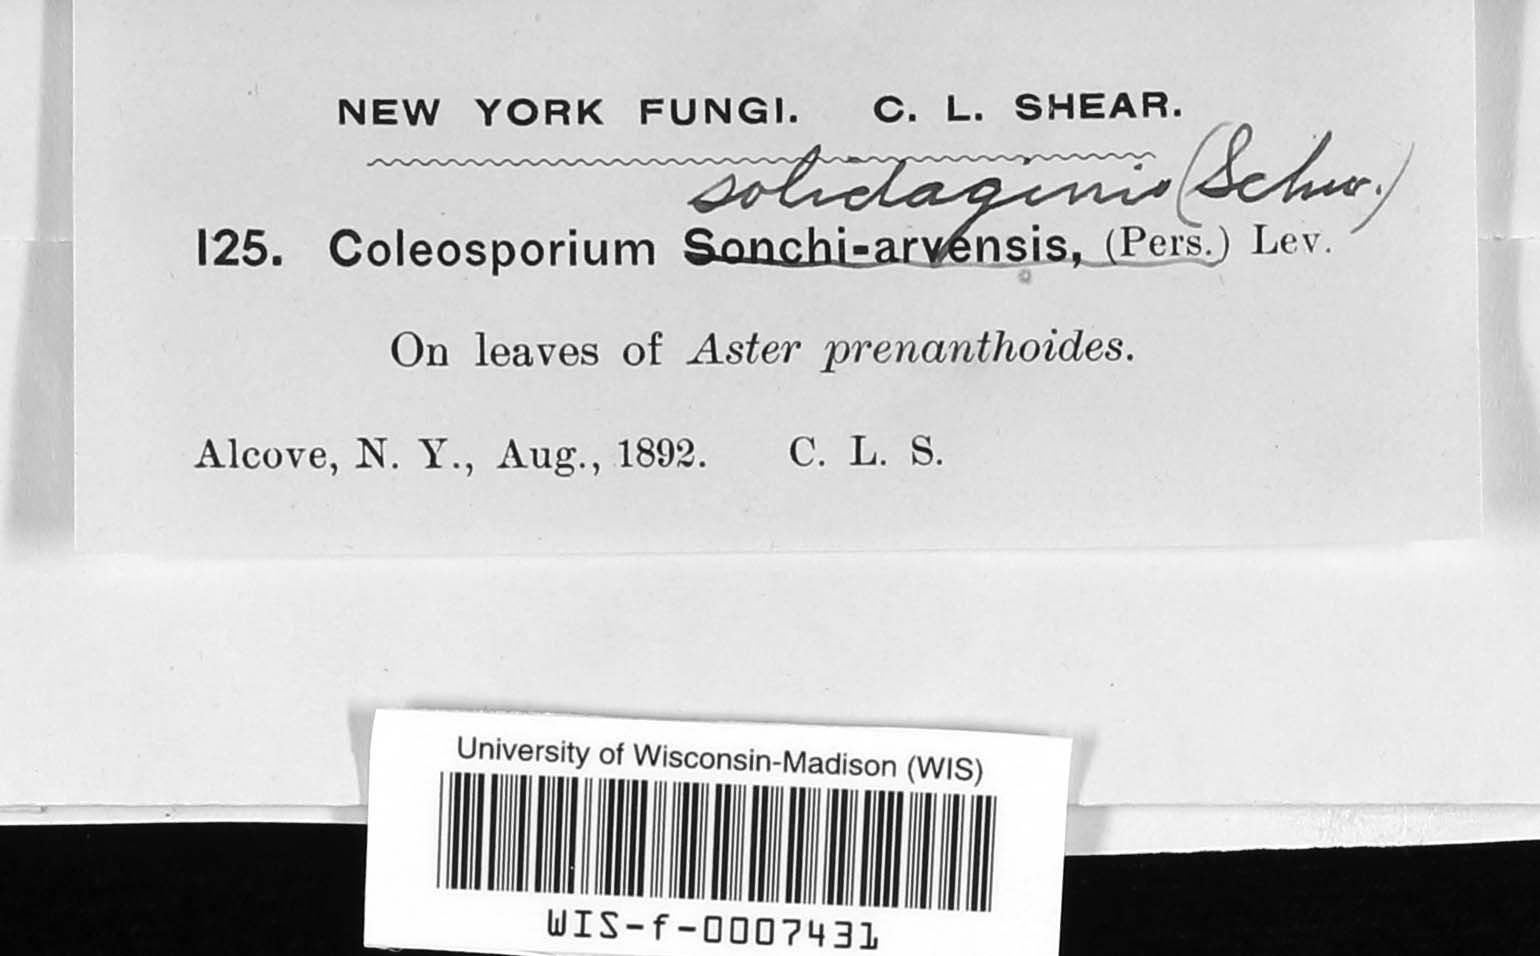 NEW YORK FUNGI. C. L. SHEAR.
solidaginis (Schw.)
125. Coleosporium Sonchi-arvensis, (Pers.) Lev.
On leaves of Aster prenanthoides.
Alcove, N. Y., Aug., 1892. C. L. S.
University of Wisconsin-Madison (WIS)
WIS-f-0007431